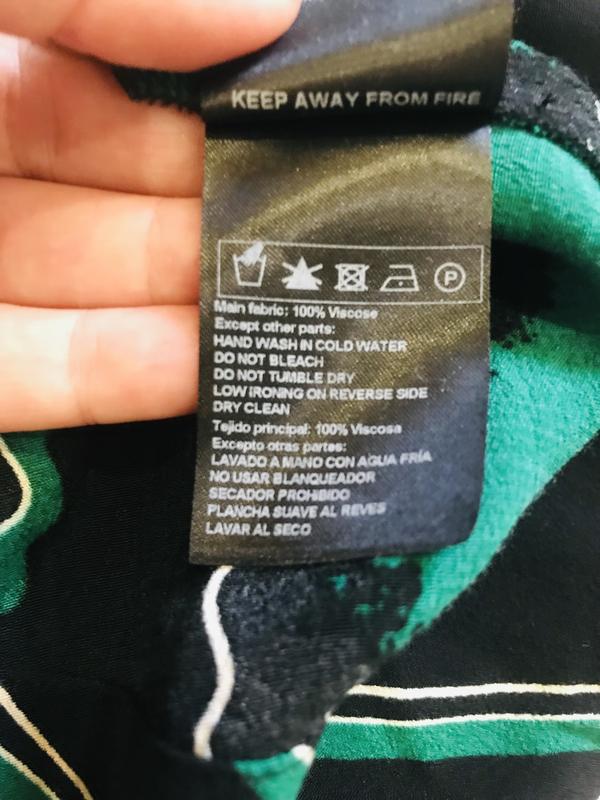 KEEP AWAY FROM FIRE
P
Main fabric: 100% Viscose
Except other parts:
HAND WASH IN COLD WATER
DO NOT BLEACH
DO NOT TUMBLE DRY
LOW IRONING ON REVERSE SIDE
DRY CLEAN
Tejido principal: 100% Viscosa
Excepto otras partes:
LAVADO A MANO CON AGUA FRÍA
NO USAR BLANQUEADOR
SECADOR PROHIBIDO
PLANCHA SUAVE AL REVES
LAVAR AL SECO